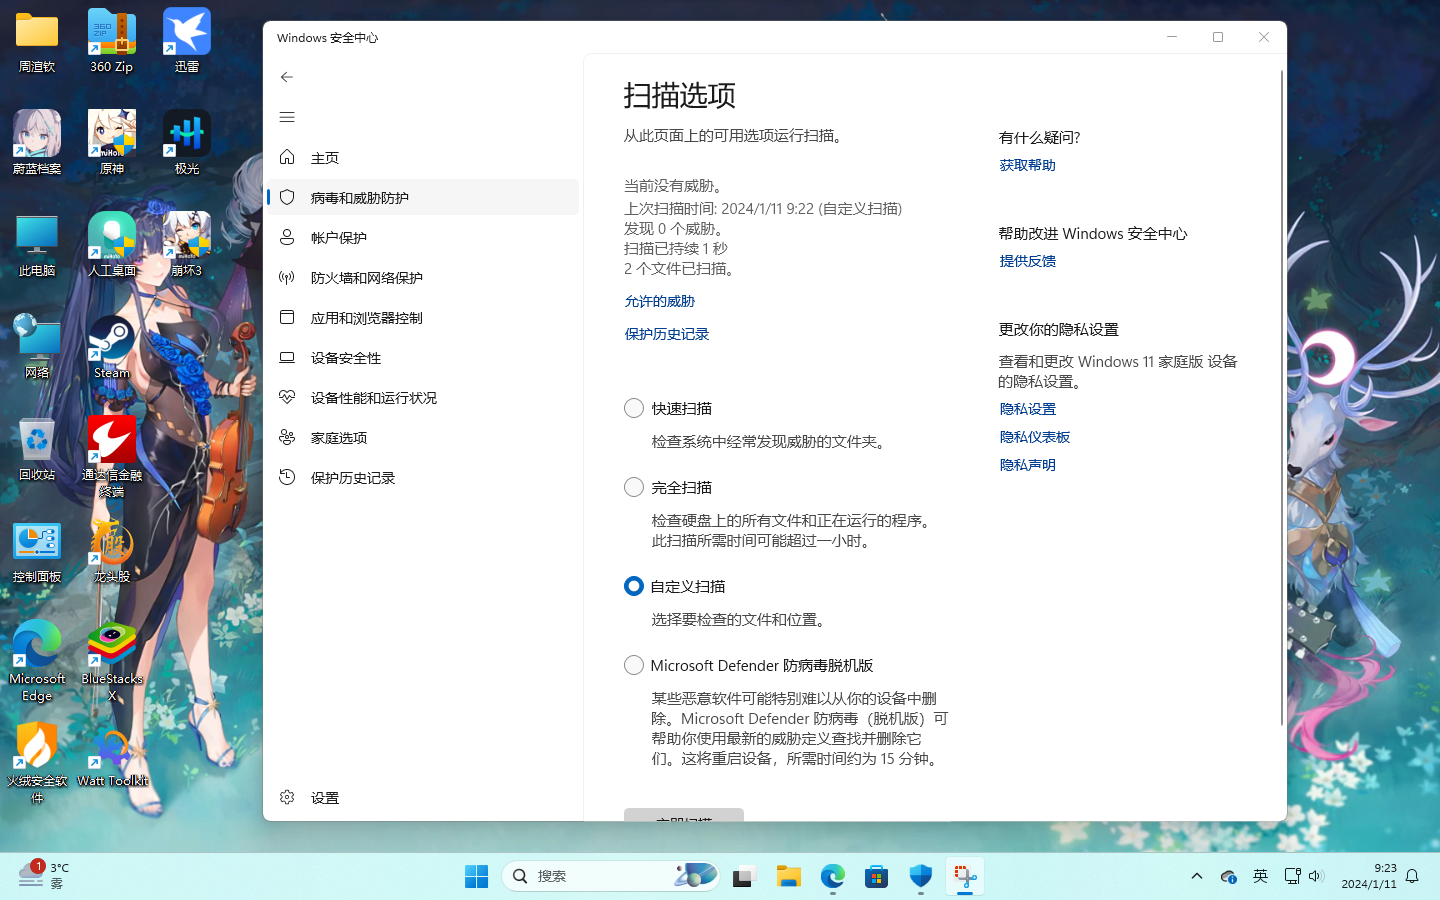 周渲钦
360 Zip
迅雷
蔚蓝档案
原神
极光
此电脑
人工桌面
崩坏3
网络
Steam
回收站
通达信金融
终端
控制面板
龙头股
Microsoft
Edge
BlueStacks
X
火绒安全软
件
Watt Toolkit
Windows 安全中心
主页
病毒和威胁防护
帐户保护
防火墙和网络保护
应用和浏览器控制
设备安全性
设备性能和运行状况
家庭选项
保护历史记录
设置
扫描选项
从此页面上的可用选项运行扫描。
当前没有威胁。
上次扫描时间: 2024/1/11 9:22 (自定义扫描)
发现 0 个威胁。
扫描已持续 1 秒
2 个文件已扫描。
允许的威胁
保护历史记录
快速扫描
检查系统中经常发现威胁的文件夹。
完全扫描
检查硬盘上的所有文件和正在运行的程序。
此扫描所需时间可能超过一小时。
自定义扫描
选择要检查的文件和位置。
Microsoft Defender 防病毒脱机版
某些恶意软件可能特别难以从你的设备中删
除。Microsoft Defender 防病毒（脱机版）可
帮助你使用最新的威胁定义查找并删除它
们。这将重启设备，所需时间约为 15 分钟。
立即扫描
有什么疑问?
获取帮助
帮助改进 Windows 安全中心
提供反馈
更改你的隐私设置
查看和更改 Windows 11 家庭版 设备
的隐私设置。
隐私设置
隐私仪表板
隐私声明
1
3°C
雾
搜索
英
9:23
2024/1/11